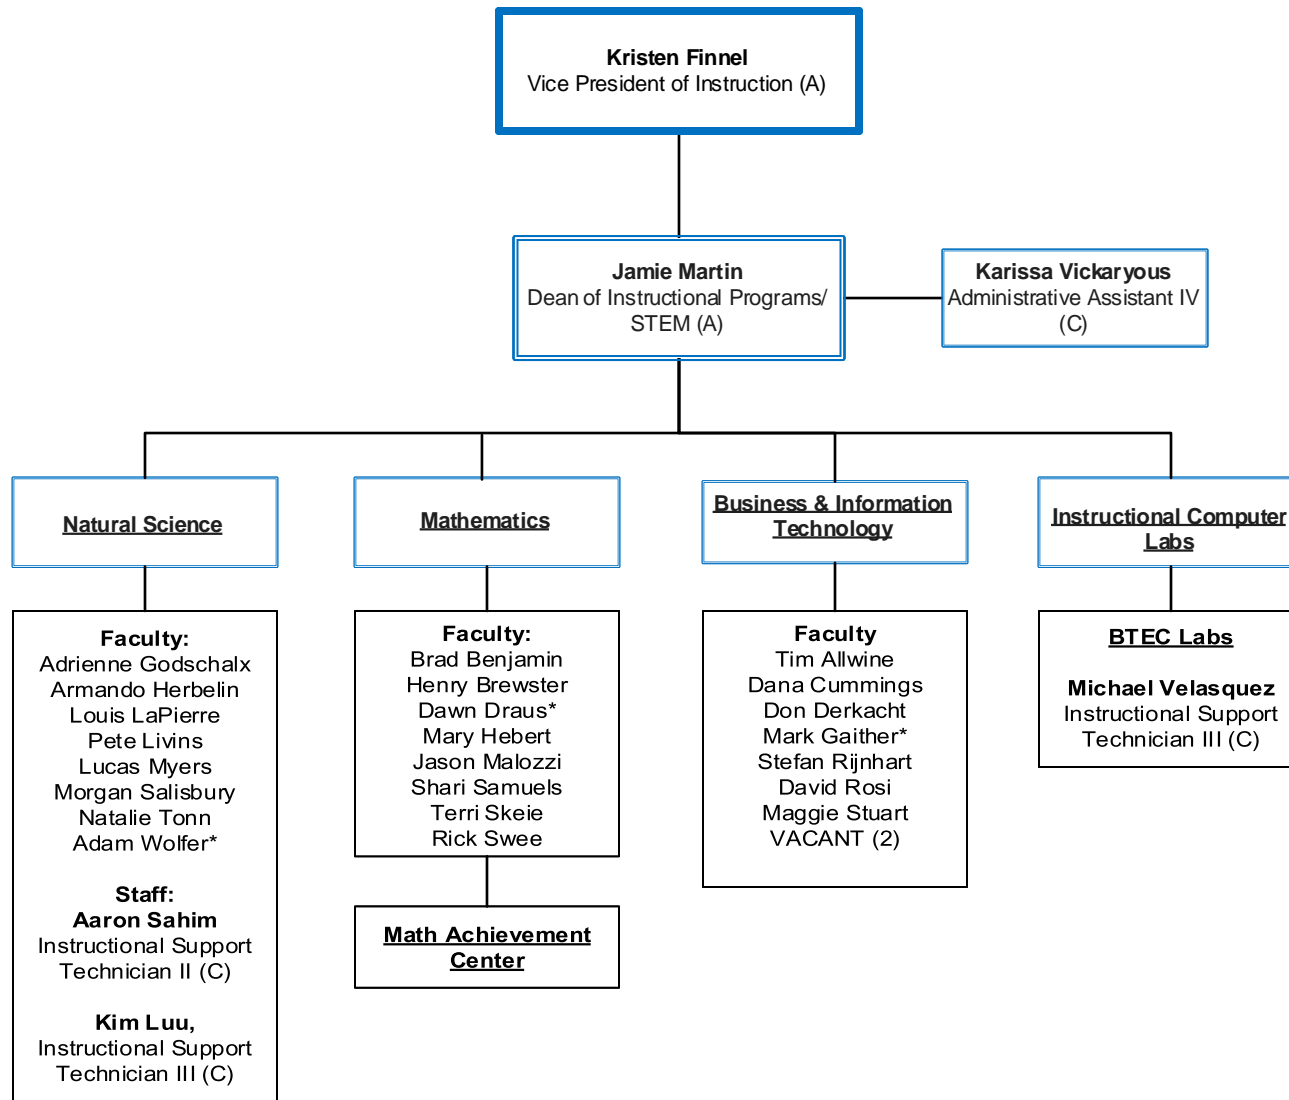 Kristen Finnel
Vice President of Instruction (A)
Jamie Martin
Dean of Instructional Programs/
STEM (A)
Karissa Vickaryous
Administrative Assistant IV
(C)
Natural Science
Faculty:
Adrienne Godschalx
Armando Herbelin
Louis LaPierre
Pete Livins
Lucas Myers
Morgan Salisbury
Natalie Tonn
Adam Wolfer*
Staff:
Aaron Sahim
Instructional Support
Technician II (C)
Kim Luu,
Instructional Support
Technician III (C)
Mathematics
Faculty:
Brad Benjamin
Henry Brewster
Dawn Draus*
Mary Hebert
Jason Malozzi
Shari Samuels
Terri Skeie
Rick Swee
Math Achievement
Center
Business & Information
Technology
Faculty
Tim Allwine
Dana Cummings
Don Derkacht
Mark Gaither*
Stefan Rijnhart
David Rosi
Maggie Stuart
VACANT (2)
Instructional Computer
Labs
BTEC Labs
Michael Velasquez
Instructional Support
Technician III (C)